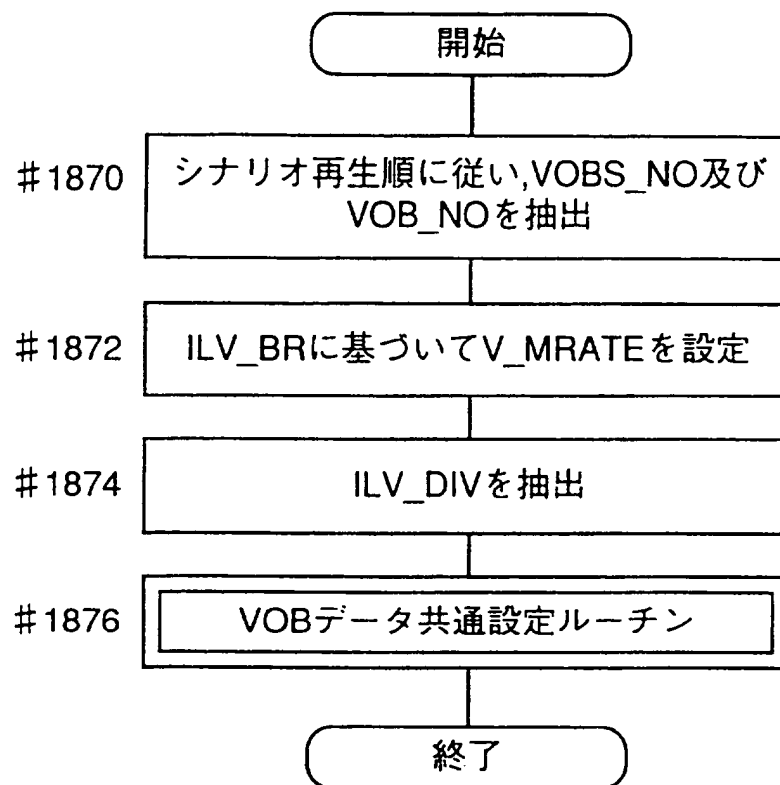 開始
#1870
シナリオ再生順に従い,VOBS_NO及び
VOB_NOを抽出
#1872
ILV_BRに基づいてV_MRATEを設定
#1874
ILV_DIVを抽出
#1876
VOBデータ共通設定ルーチン
終了